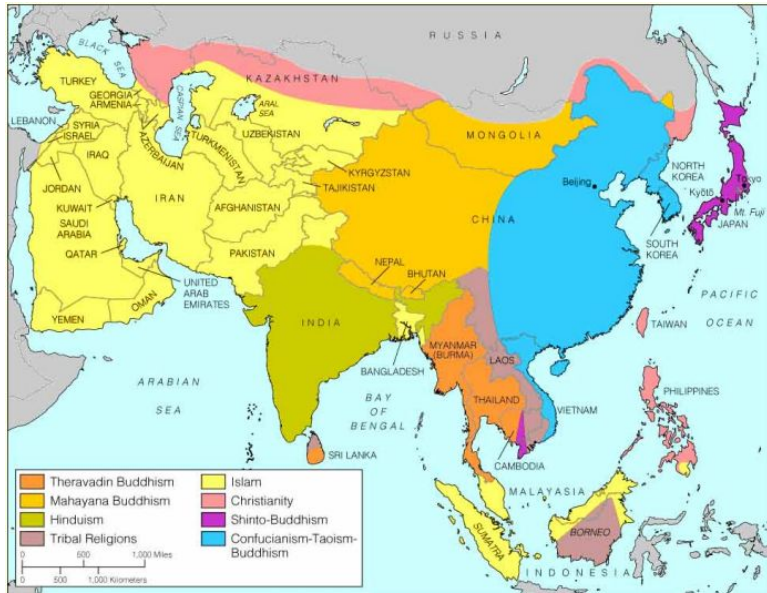 RUSSIA
BLACK SEA
TURKEY
GEORGIA
ARMENIA
CASPIAN SEA
KAZAKHSTAN
ARAL SEA
LEBANON
SYRIA
ISRAEL
AZERBAIJAN
TURKMENISTAN
UZBEKISTAN
MONGOLIA
IRAQ
KYRGYZSTAN
TAJIKISTAN
Beijing
NORTH KOREA
Tokyo
Kyōtō
Mt. Fuji
JAPAN
JORDAN
IRAN
AFGHANISTAN
CHINA
KUWAIT
SAUDI ARABIA
SOUTH KOREA
QATAR
PAKISTAN
NEPAL
BHUTAN
UNITED ARAB EMIRATES
OMAN
YEMEN
INDIA
PACIFIC OCEAN
TAIWAN
MYANMAR (BURMA)
LAOS
BANGLADESH
ARABIAN SEA
BAY OF BENGAL
THAILAND
VIETNAM
PHILIPPINES
CAMBODIA
SRI LANKA
MALAYASIA
BORNEO
SUMATRA
INDONESIA
Theravadin Buddhism
Mahayana Buddhism
Hinduism
Tribal Religions
Islam
Christianity
Shinto-Buddhism
Confucianism-Taoism-
Buddhism
0 500 1,000 Miles
0 500 1,000 Kilometers